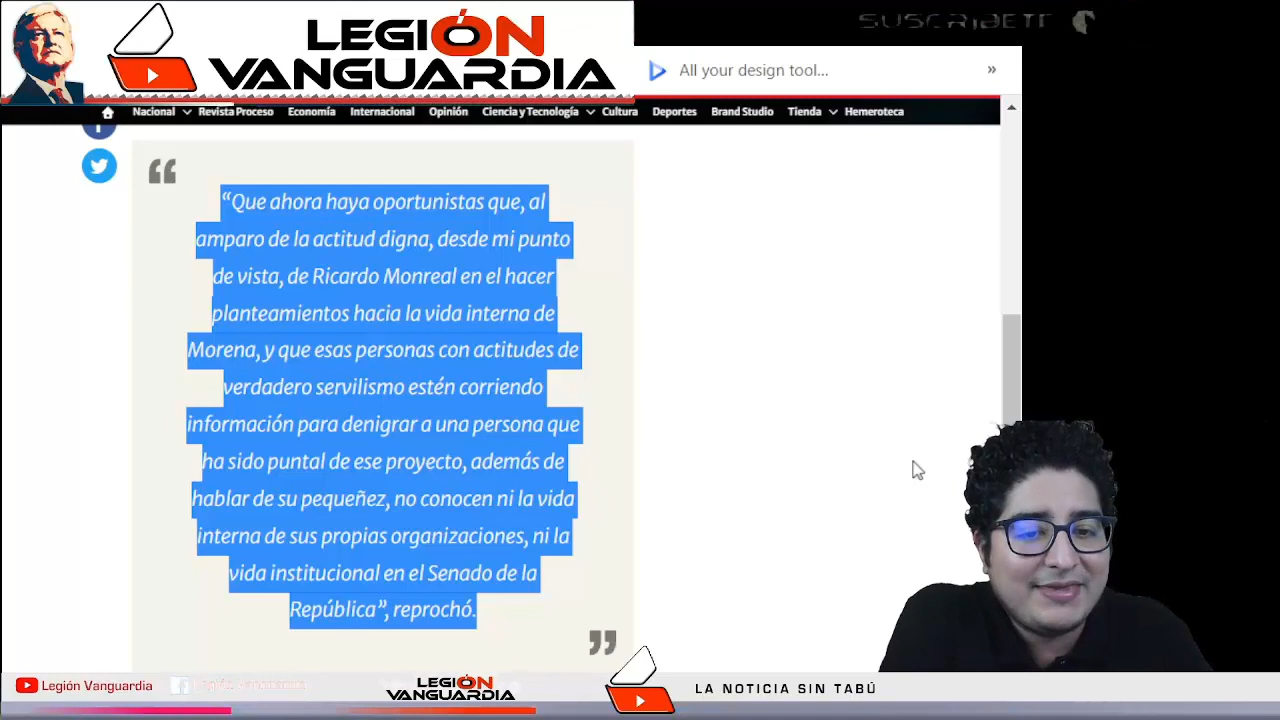 LEGIÓN
VANGUARDIA
SUSCRIBETE
All your design tool...
»
Nacional
Revista Proceso
Economía
Internacional
Opinión
Ciencia y Tecnología
Cultura
Deportes
Brand Studio
Tienda
Hemeroteca
“
“Que ahora haya oportunistas que, al
amparo de la actitud digna, desde mi punto
de vista, de Ricardo Monreal en el hacer
planteamientos hacia la vida interna de
Morena, y que esas personas con actitudes de
verdadero servilismo estén corriendo
información para denigrar a una persona que
ha sido puntal de ese proyecto, además de
hablar de su pequeñez, no conocen ni la vida
interna de sus propias organizaciones, ni la
vida institucional en el Senado de la
República”, reprochó.
”
Legión Vanguardia
Legión Vanguardia
LEGIÓN
VANGUARDIA
LA NOTICIA SIN TABÚ